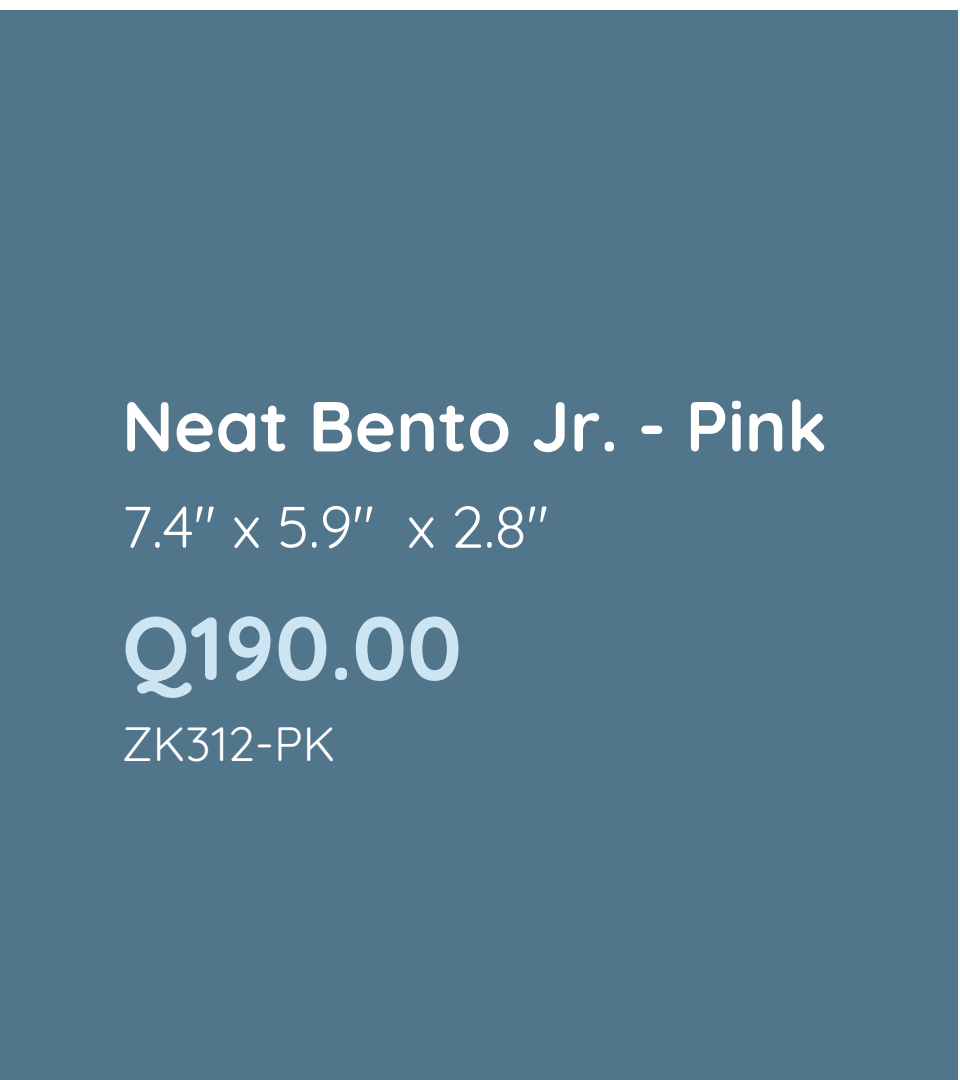 Neat Bento Jr. - Pink
7.4" x 5.9"  x 2.8"
Q190.00
ZK312-PK